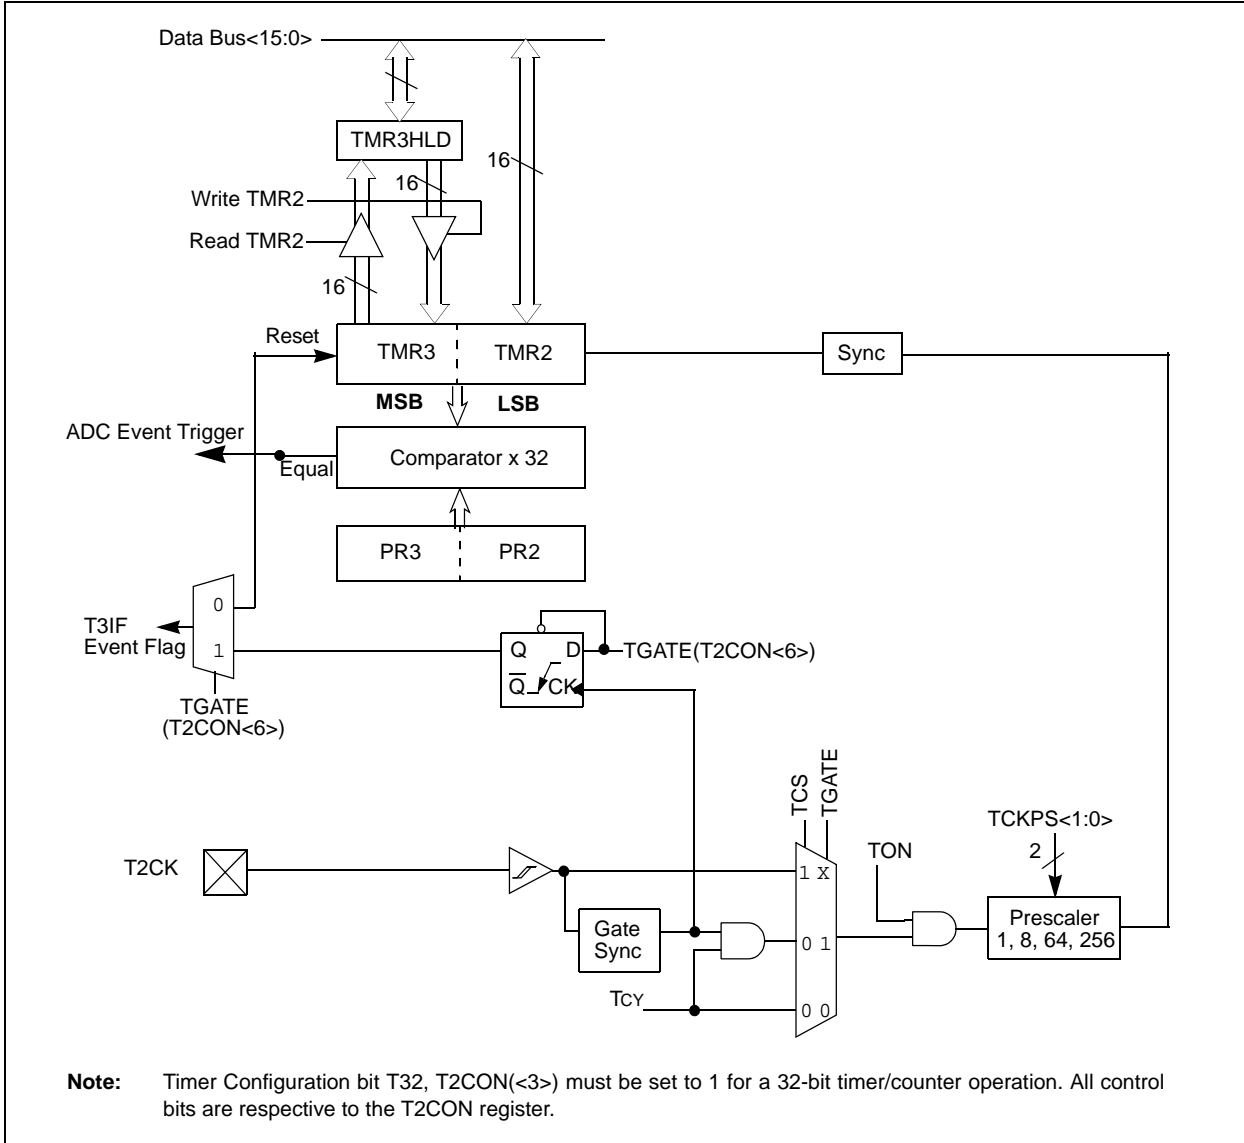 Data Bus<15:0>
TMR3HLD
16
16
Write TMR2
Read TMR2
16
Reset
TMR3
TMR2
Sync
MSB
LSB
ADC Event Trigger
Equal
Comparator x 32
PR3
PR2
0
T3IF
Event Flag
1
Q
D
TGATE(T2CON<6>)
Q
CK
TGATE
(T2CON<6>)
TCS
TGATE
TCKPS<1:0>
2
TON
T2CK
1 X
Prescaler
1, 8, 64, 256
Gate
Sync
0 1
TCY
0 0
Note: Timer Configuration bit T32, T2CON(<3>) must be set to 1 for a 32-bit timer/counter operation. All control
bits are respective to the T2CON register.